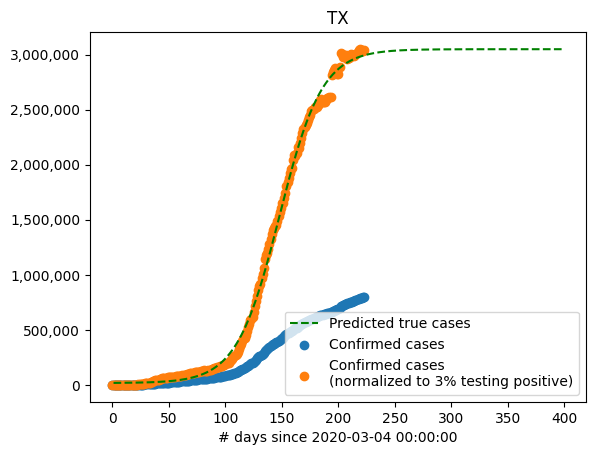 TX
3,000,000
2,500,000
2,000,000
1,500,000
1,000,000
500,000
0
Predicted true cases
Confirmed cases
Confirmed cases
(normalized to 3% testing positive)
0 50 100 150 200 250 300 350 400
# days since 2020-03-04 00:00:00